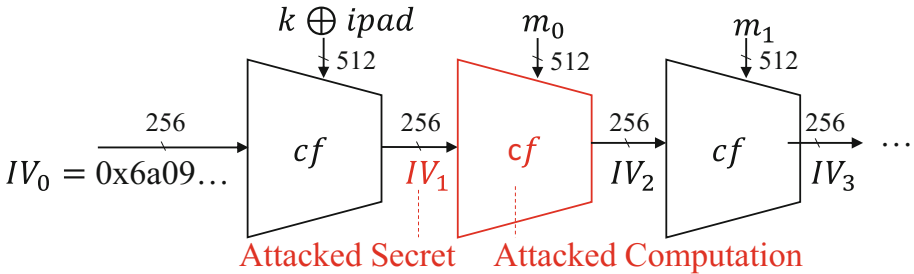 k ⊕ ipad
m₀
m₁
512
512
512
256
256
256
256
cf
cf
cf
...
IV₀ = 0x6a09...
IV₁
IV₂
IV₃
Attacked Secret
Attacked Computation